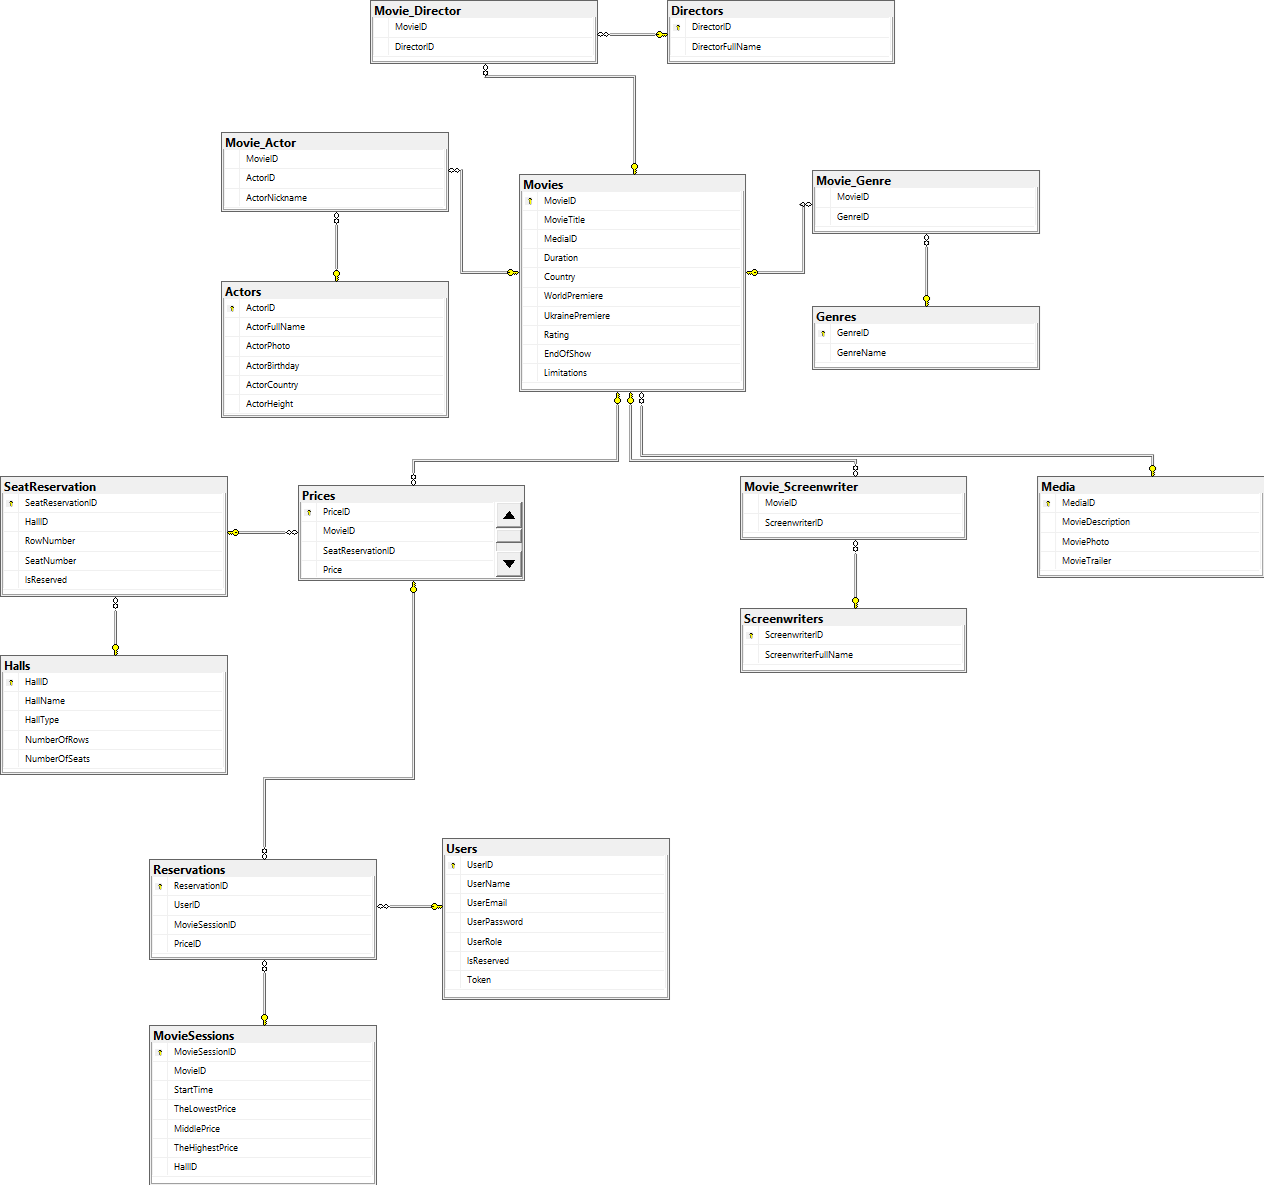 Movie_Director
MovieID
DirectorID
Directors
DirectorID
DirectorFullName
Movie_Actor
MovieID
ActorID
ActorNickname
Movies
MovieID
MovieTitle
MediaID
Duration
Country
WorldPremiere
UkrainePremiere
Rating
EndOfShow
Limitations
Movie_Genre
MovieID
GenreID
Actors
ActorID
ActorFullName
ActorPhoto
ActorBirthday
ActorCountry
ActorHeight
Genres
GenreID
GenreName
SeatReservation
SeatReservationID
HallID
RowNumber
SeatNumber
IsReserved
Prices
PriceID
MovieID
SeatReservationID
Price
Movie_Screenwriter
MovieID
ScreenwriterID
Media
MediaID
MovieDescription
MoviePhoto
MovieTrailer
Screenwriters
ScreenwriterID
ScreenwriterFullName
Halls
HallID
HallName
HallType
NumberOfRows
NumberOfSeats
Reservations
ReservationID
UserID
MovieSessionID
PriceID
Users
UserID
UserName
UserEmail
UserPassword
UserRole
IsReserved
Token
MovieSessions
MovieSessionID
MovieID
StartTime
TheLowestPrice
MiddlePrice
TheHighestPrice
HallID